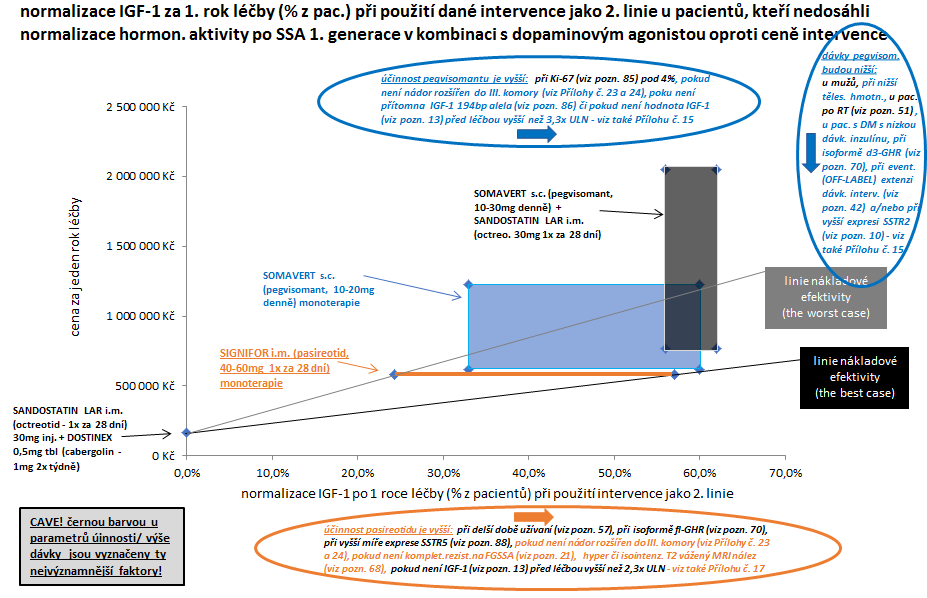 normalizace IGF-1 za 1. rok léčby (% z pac.) při použití dané intervence jako 2. linie u pacientů, kteří nedosáhli
normalizace hormon. aktivity po SSA 1. generace v kombinaci s dopaminovým agonistou oproti ceně intervence
účinnost pegvisomantu je vyšší: při Ki-67 (viz pozn. 85) pod 4%, pokud
není nádor rozšířen do III. komory (viz Přílohy č. 23 a 24), poku není
přítomna IGF-1 194bp alela (viz pozn. 86) či pokud není hodnota IGF-1
(viz pozn. 13) před léčbou vyšší než 3,3x ULN - viz také Přílohu č. 15
dávky pegvisom.
budou nižší:
u mužů, při nižší
těles. hmotn., u pac.
po RT (viz pozn. 51) ,
u pac. s DM s nízkou
dávk. inzulínu, při
isoformě d3-GHR (viz
pozn. 70), při event.
(OFF-LABEL) extenzi
dávk. interv. (viz
pozn. 42) a/nebo při
vyšší expresi SSTR2
(viz pozn. 10) - viz
také Přílohu č. 15
cena za jeden rok léčby
2 500 000 Kč
2 000 000 Kč
1 500 000 Kč
1 000 000 Kč
500 000 Kč
0 Kč
SOMAVERT s.c. (pegvisomant,
10-30mg denně) +
SANDOSTATIN LAR i.m.
(octreo. 30mg 1x za 28 dní)
SOMAVERT s.c.
(pegvisomant, 10-20mg
denně) monoterapie
linie nákladové
efektivity
(the worst case)
SIGNIFOR i.m. (pasireotid,
40-60mg 1x za 28 dní)
monoterapie
linie nákladové
efektivity
(the best case)
SANDOSTATIN LAR i.m.
(octreotid - 1x za 28 dní)
30mg inj. + DOSTINEX
0,5mg tbl (cabergolin -
1mg 2x týdně)
0,0%
10,0%
20,0%
30,0%
40,0%
50,0%
60,0%
70,0%
normalizace IGF-1 po 1 roce léčby (% z pacientů) při použití intervence jako 2. linie
CAVE! černou barvou u
parametrů úinnosti/ výše
dávky jsou vyznačeny ty
nejvýznamnější faktory!
účinnost pasireotidu je vyšší: při delší době užívaní (viz pozn. 57), při isoformě fl-GHR (viz pozn. 70),
při vyšší míře exprese SSTR5 (viz pozn. 88), pokud není nádor rozšířen do III. komory (viz Přílohy č. 23
a 24), pokud není komplet.rezist.na FGSSA (viz pozn. 21), hyper či isointenz. T2 vážený MRI nález
(viz pozn. 68), pokud není IGF-1 (viz pozn. 13) před léčbou vyšší než 2,3x ULN - viz také Přílohu č. 17